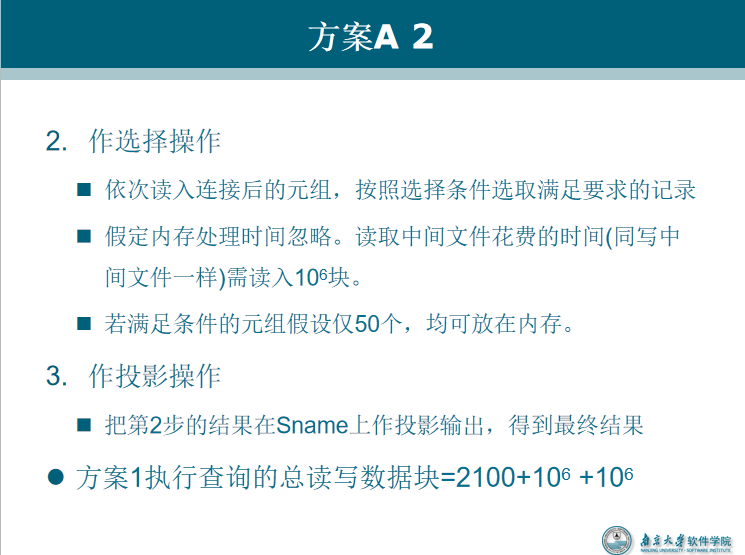 方案A 2
2. 作选择操作
■ 依次读入连接后的元组，按照选择条件选取满足要求的记录
■ 假定内存处理时间忽略。读取中间文件花费的时间(同写中
间文件一样)需读入10⁶块。
■ 若满足条件的元组假设仅50个，均可放在内存。
3. 作投影操作
■ 把第2步的结果在Sname上作投影输出，得到最终结果
● 方案1执行查询的总读写数据块=2100+10⁶ +10⁶
南京大学软件学院
NANJING UNIVERSITY SOFTWARE INSTITUTE